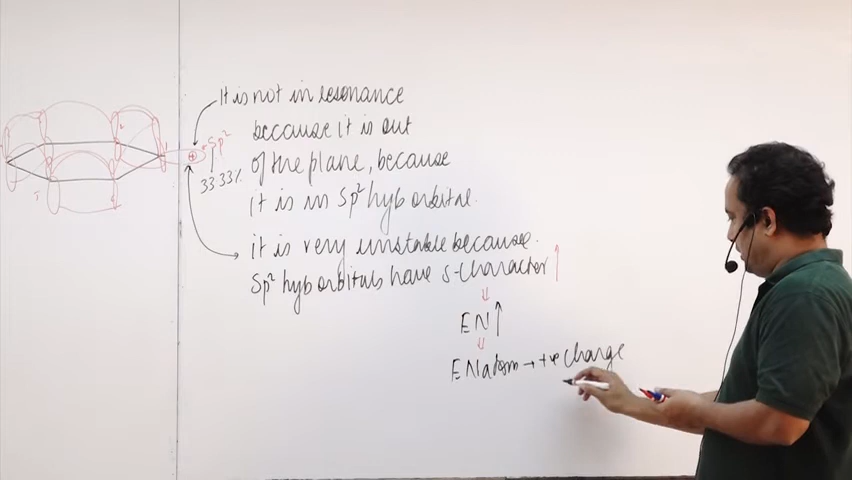 it is not in resonance
because it is out
of the plane, because
it is in Sp² hyb orbital.
it is very unstable because.
Sp² hyb orbitals have s-character ↑
EN ↑
EN atom → +ve charge
⊕
Sp²
33.33%